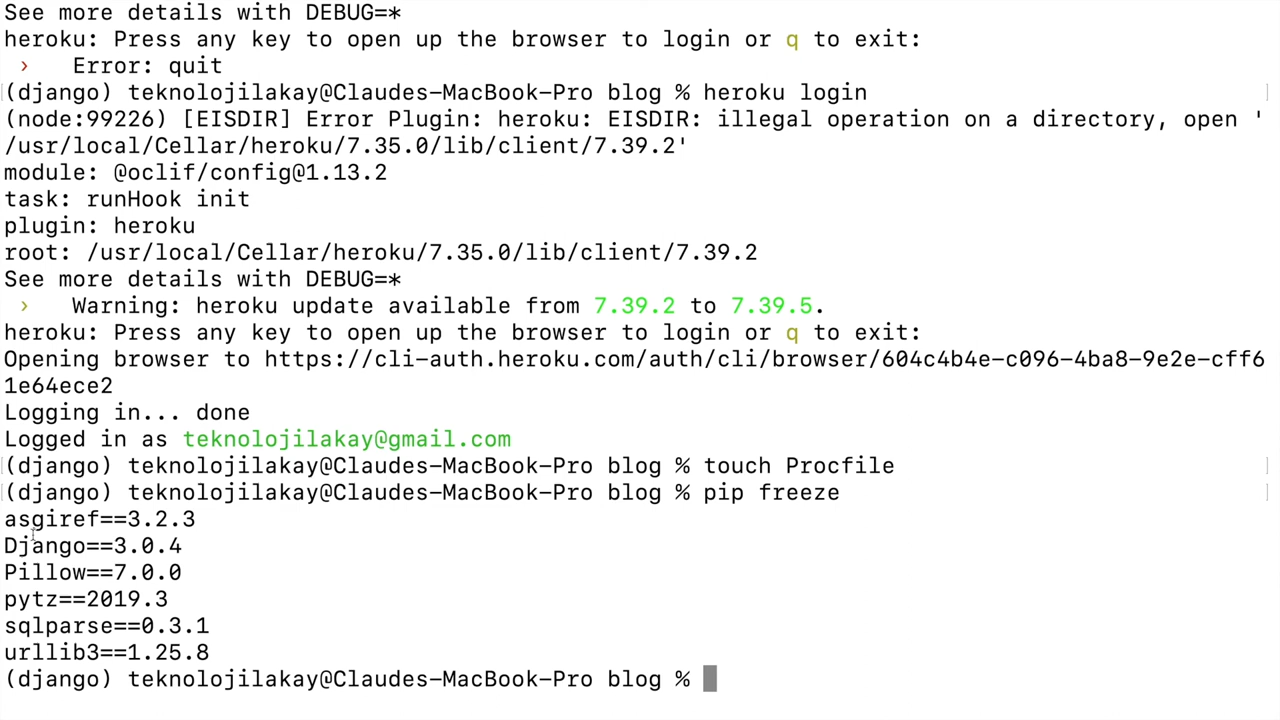 See more details with DEBUG=*
heroku: Press any key to open up the browser to login or q to exit:
›   Error: quit
(django) teknolojilakay@Claudes-MacBook-Pro blog % heroku login
(node:99226) [EISDIR] Error Plugin: heroku: EISDIR: illegal operation on a directory, open '
/usr/local/Cellar/heroku/7.35.0/lib/client/7.39.2'
module: @oclif/config@1.13.2
task: runHook init
plugin: heroku
root: /usr/local/Cellar/heroku/7.35.0/lib/client/7.39.2
See more details with DEBUG=*
›   Warning: heroku update available from 7.39.2 to 7.39.5.
heroku: Press any key to open up the browser to login or q to exit:
Opening browser to https://cli-auth.heroku.com/auth/cli/browser/604c4b4e-c096-4ba8-9e2e-cff6
1e64ece2
Logging in... done
Logged in as teknolojilakay@gmail.com
(django) teknolojilakay@Claudes-MacBook-Pro blog % touch Procfile
(django) teknolojilakay@Claudes-MacBook-Pro blog % pip freeze
asgiref==3.2.3
Django==3.0.4
Pillow==7.0.0
pytz==2019.3
sqlparse==0.3.1
urllib3==1.25.8
(django) teknolojilakay@Claudes-MacBook-Pro blog %